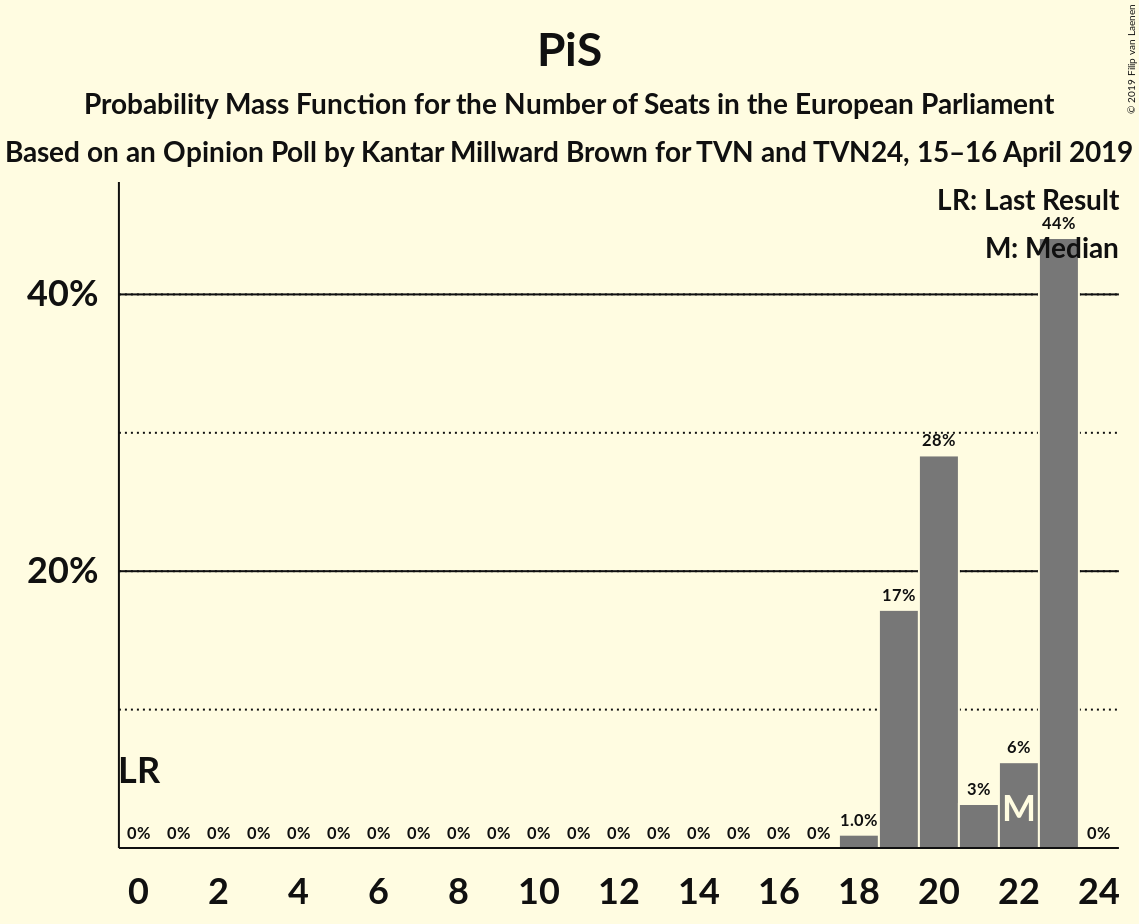 PiS
Probability Mass Function for the Number of Seats in the European Parliament
Based on an Opinion Poll by Kantar Millward Brown for TVN and TVN24, 15–16 April 2019
© 2019 Filip van Laenen
LR: Last Result
M: Median
40%
20%
44%
28%
17%
6%
3%
1.0%
LR
M
0% 0% 0% 0% 0% 0% 0% 0% 0% 0% 0% 0% 0% 0% 0% 0% 0% 0% 0%
0 2 4 6 8 10 12 14 16 18 20 22 24